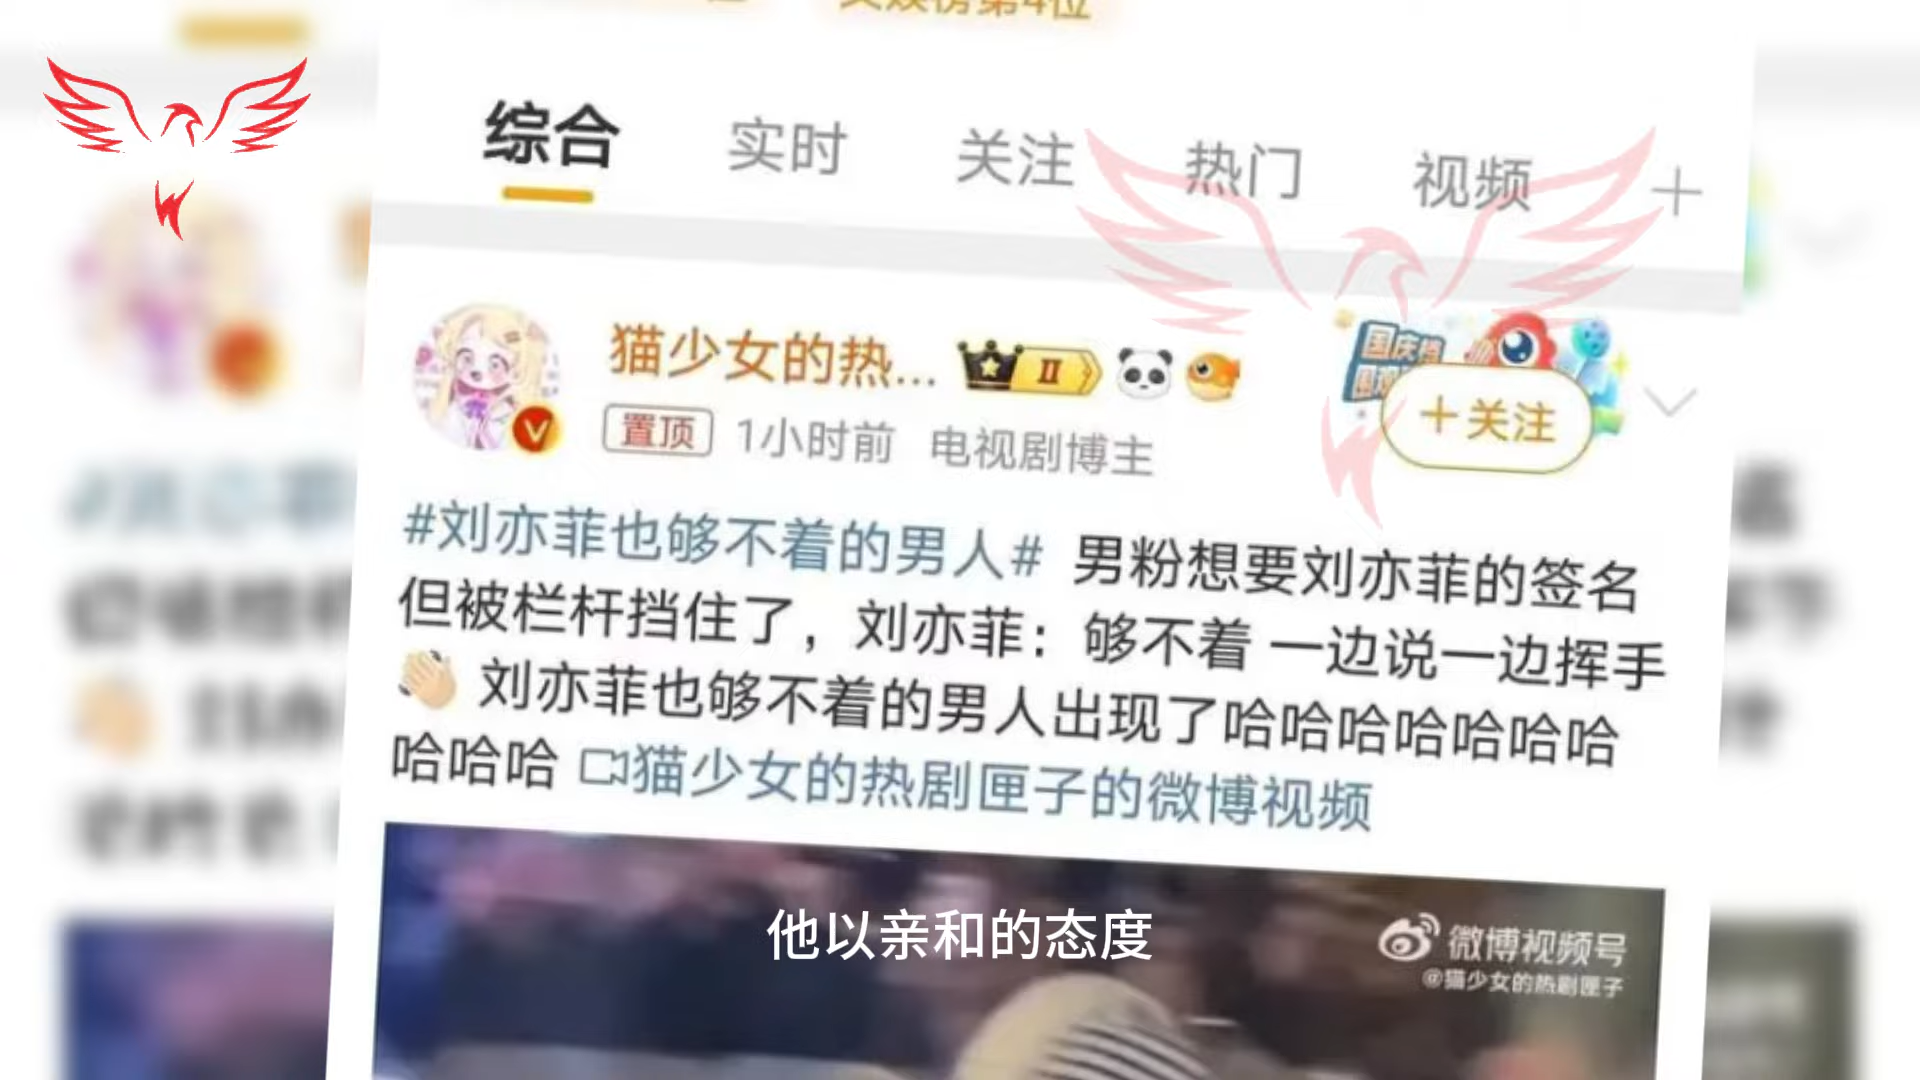 综合 实时 关注 热门 视频 +
猫少女的热... II
+关注
置顶 1小时前 电视剧博主
#刘亦菲也够不着的男人# 男粉想要刘亦菲的签名
但被栏杆挡住了，刘亦菲：够不着 一边说一边挥手
👏🏻 刘亦菲也够不着的男人出现了哈哈哈哈哈哈哈
哈哈哈 猫少女的热剧匣子的微博视频
他以亲和的态度
微博视频号
@猫少女的热剧匣子